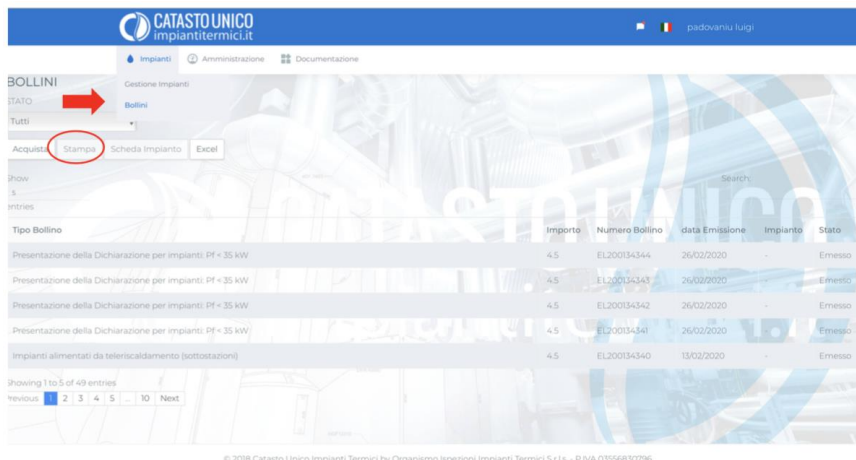 CATASTO UNICO
impiantitermici.it
padovaniu luigi
Impianti Amministrazione Documentazione
BOLLINI
Gestione Impianti
STATO
Bollini
Tutti
Acquista Stampa Scheda Impianto Excel
Show
Search:
5
entries
Tipo Bollino Importo Numero Bollino data Emissione Impianto Stato
Presentazione della Dichiarazione per impianti: Pf < 35 kW 4.5 EL200134344 26/02/2020 - Emesso
Presentazione della Dichiarazione per impianti: Pf < 35 kW 4.5 EL200134343 26/02/2020 - Emesso
Presentazione della Dichiarazione per impianti: Pf < 35 kW 4.5 EL200134342 26/02/2020 - Emesso
Presentazione della Dichiarazione per impianti: Pf < 35 kW 4.5 EL200134341 26/02/2020 - Emesso
Impianti alimentati da teleriscaldamento (sottostazioni) 4.5 EL200134340 13/02/2020 - Emesso
Showing 1 to 5 of 49 entries
Previous 1 2 3 4 5 ... 10 Next
© 2018 Catasto Unico Impianti Termici by Organismo Ispezioni Impianti Termici S.r.l.s. - P.IVA 03556830796